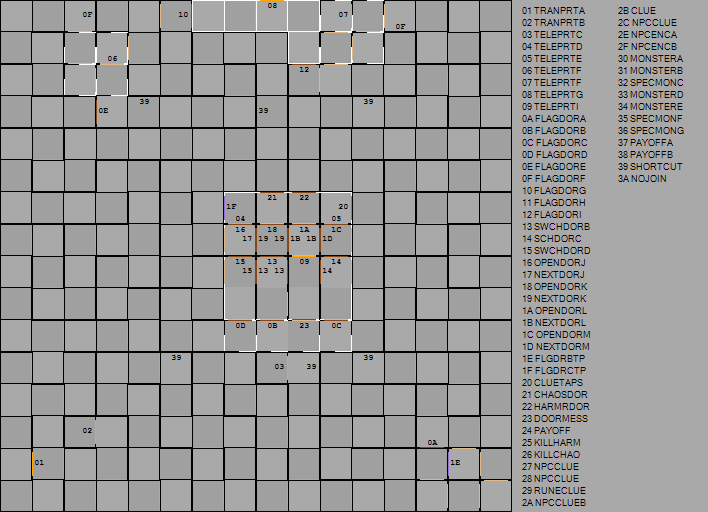 08
0F 10 07
0F
06
12
39 39
0E 39
21 22
1F 20
04 05
16 18 1A 1C
17 19 19 1B 1B 1D
15 13 09 14
15 13 13 14
0D 0B 23 0C
39 39
03 39
02
0A
01 1E
01 TRANPRTA
02 TRANPRTB
03 TELEPRTC
04 TELEPRTD
05 TELEPRTE
06 TELEPRTF
07 TELEPRTF
08 TELEPRTG
09 TELEPRTI
0A FLAGDORA
0B FLAGDORB
0C FLAGDORC
0D FLAGDORD
0E FLAGDORE
0F FLAGDORF
10 FLAGDORG
11 FLAGDORH
12 FLAGDORI
13 SWCHDORB
14 SCHDORC
15 SWCHDORD
16 OPENDORJ
17 NEXTDORJ
18 OPENDORK
19 NEXTDORK
1A OPENDORL
1B NEXTDORL
1C OPENDORM
1D NEXTDORM
1E FLGDRBTP
1F FLGDRCTP
20 CLUETAPS
21 CHAOSDOR
22 HARMRDOR
23 DOORMESS
24 PAYOFF
25 KILLHARM
26 KILLCHAO
27 NPCCLUE
28 NPCCLUE
29 RUNECLUE
2A NPCCLUEB
2B CLUE
2C NPCCLUE
2E NPCENCA
2F NPCENCB
30 MONSTERA
31 MONSTERB
32 SPECMONC
33 MONSTERD
34 MONSTERE
35 SPECMONF
36 SPECMONG
37 PAYOFFA
38 PAYOFFB
39 SHORTCUT
3A NOJOIN